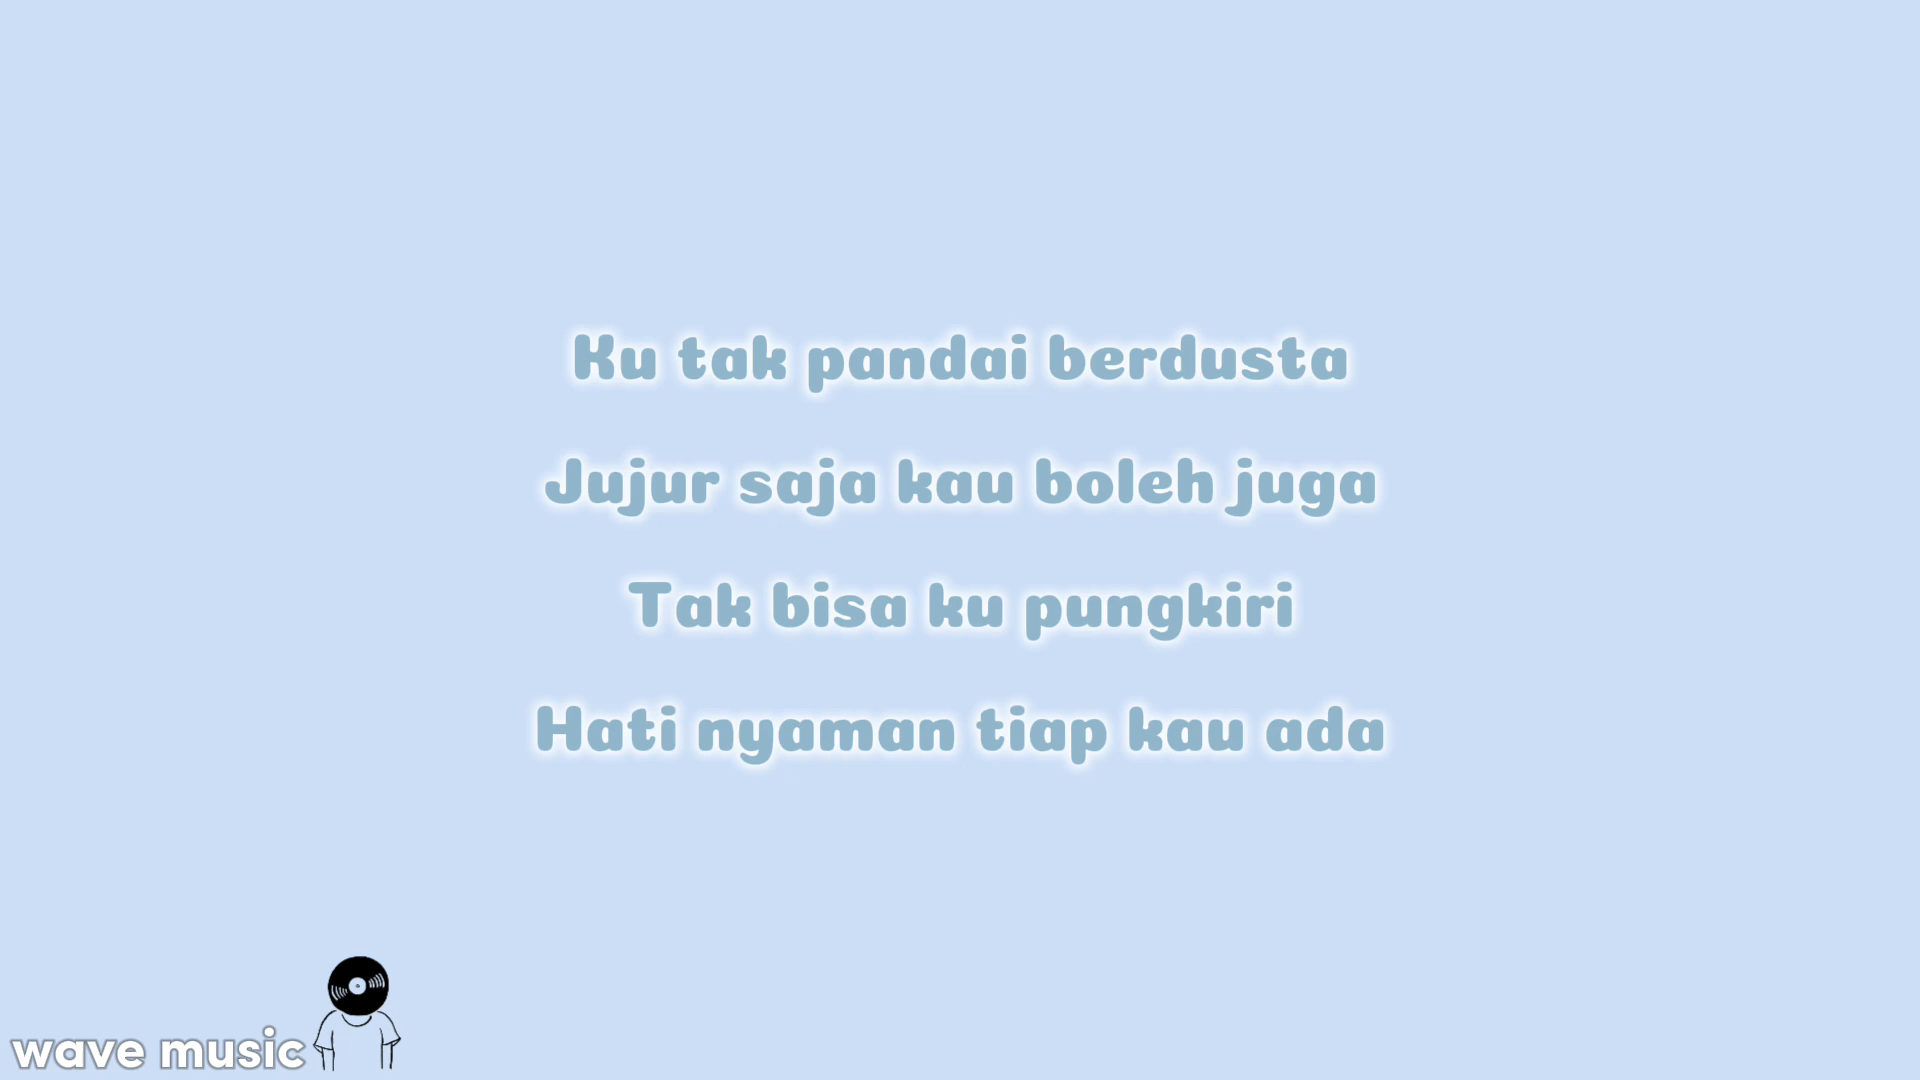 Ku tak pandai berdusta
Jujur saja kau boleh juga
Tak bisa ku pungkiri
Hati nyaman tiap kau ada
wave music